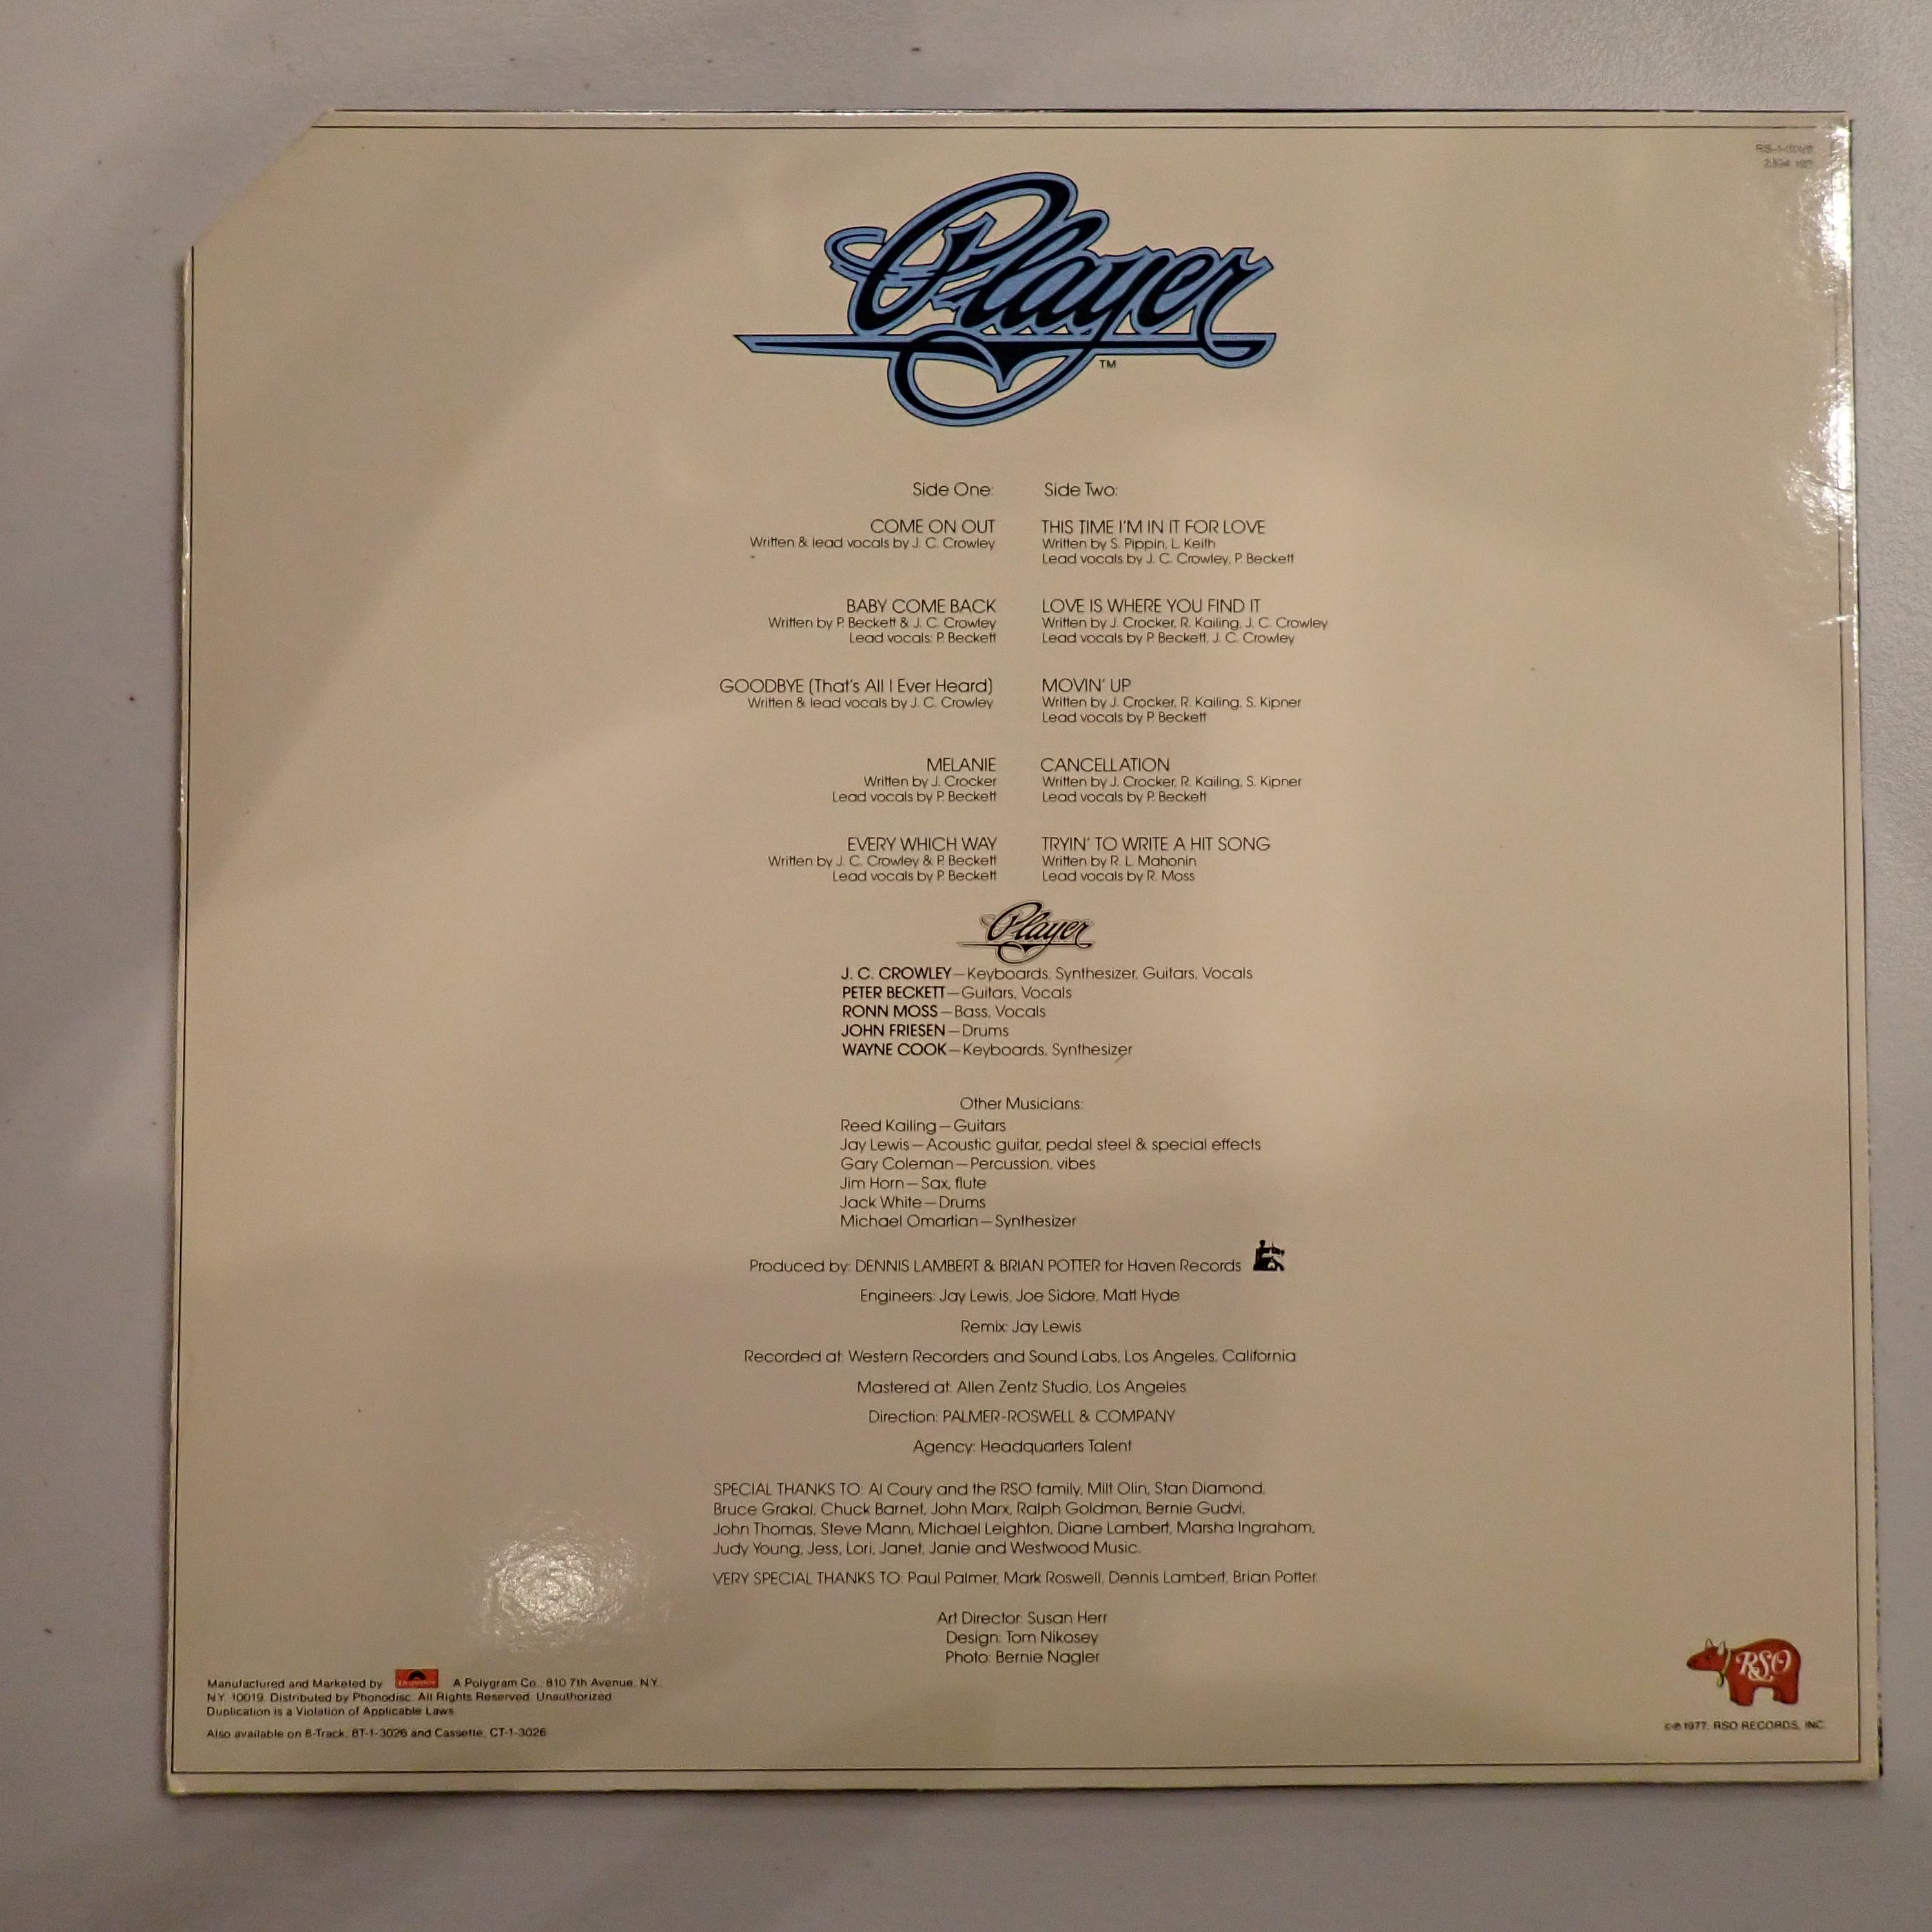 Player
TM
Side One:
COME ON OUT
Written & lead vocals by J. C. Crowley
BABY COME BACK
Written by P. Beckett & J. C. Crowley
Lead vocals: P. Beckett
GOODBYE (That's All I Ever Heard)
Written & lead vocals by J. C. Crowley
MELANIE
Written by J. Crocker
Lead vocals by P. Beckett
EVERY WHICH WAY
Written by J. C. Crowley & P. Beckett
Lead vocals by P. Beckett
Side Two:
THIS TIME I'M IN IT FOR LOVE
Written by S. Pippin, L. Keith
Lead vocals by J. C. Crowley, P. Beckett
LOVE IS WHERE YOU FIND IT
Written by J. Crocker, R. Kailing, J. C. Crowley
Lead vocals by P. Beckett, J. C. Crowley
MOVIN' UP
Written by J. Crocker, R. Kailing, S. Kipner
Lead vocals by P. Beckett
CANCELLATION
Written by J. Crocker, R. Kailing, S. Kipner
Lead vocals by P. Beckett
TRYIN' TO WRITE A HIT SONG
Written by R. L. Mahonin
Lead vocals by R. Moss
Player
J. C. CROWLEY—Keyboards, Synthesizer, Guitars, Vocals
PETER BECKETT—Guitars, Vocals
RONN MOSS—Bass, Vocals
JOHN FRIESEN—Drums
WAYNE COOK—Keyboards, Synthesizer
Other Musicians:
Reed Kailing—Guitars
Jay Lewis—Acoustic guitar, pedal steel & special effects
Gary Coleman—Percussion, vibes
Jim Horn—Sax, flute
Jack White—Drums
Michael Omartian—Synthesizer
Produced by: DENNIS LAMBERT & BRIAN POTTER for Haven Records
Engineers: Jay Lewis, Joe Sidore, Matt Hyde
Remix: Jay Lewis
Recorded at: Western Recorders and Sound Labs, Los Angeles, California
Mastered at: Allen Zentz Studio, Los Angeles
Direction: PALMER-ROSWELL & COMPANY
Agency: Headquarters Talent
SPECIAL THANKS TO: Al Coury and the RSO family, Milt Olin, Stan Diamond,
Bruce Grakal, Chuck Barnet, John Marx, Ralph Goldman, Bernie Gudvi,
John Thomas, Steve Mann, Michael Leighton, Diane Lambert, Marsha Ingraham,
Judy Young, Jess, Lori, Janet, Janie and Westwood Music.
VERY SPECIAL THANKS TO: Paul Palmer, Mark Roswell, Dennis Lambert, Brian Potter.
Art Director: Susan Herr
Design: Tom Nikosey
Photo: Bernie Nagler
Manufactured and Marketed by A Polygram Co., 810 7th Avenue, N.Y.,
N.Y. 10019. Distributed by Phonodisc. All Rights Reserved. Unauthorized
Duplication is a Violation of Applicable Laws.
Also available on 8-Track, 8T-1-3026 and Cassette, CT-1-3026
RSO
©℗ 1977, RSO RECORDS, INC.